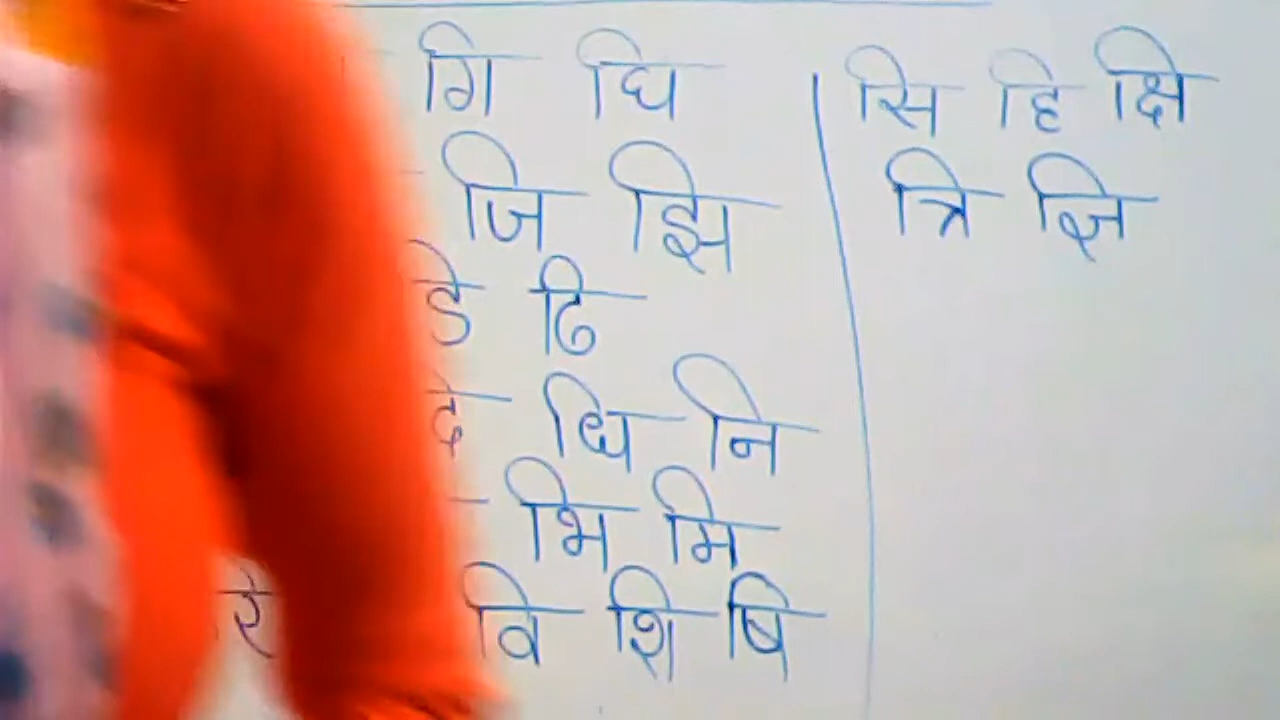 गि घि
जि झि
डि ढि
धि नि
भि मि
वि शि षि
सि हि क्षि
त्रि ज्ञि